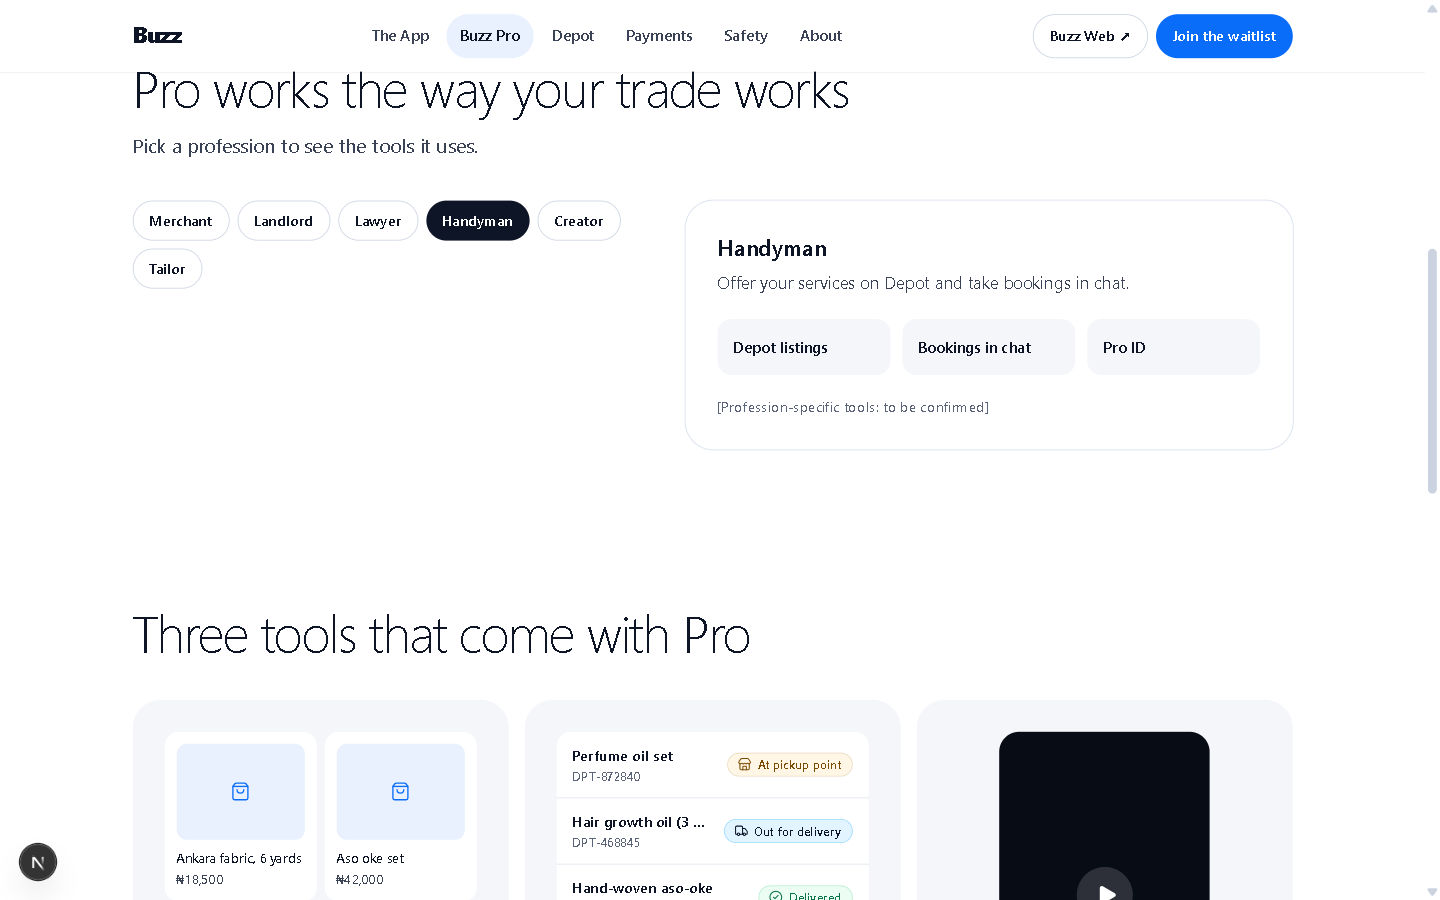 Buzz
The App
Buzz Pro
Depot
Payments
Safety
About
Buzz Web ↗
Join the waitlist
Pro works the way your trade works
Pick a profession to see the tools it uses.
Merchant
Landlord
Lawyer
Handyman
Creator
Tailor
Handyman
Offer your services on Depot and take bookings in chat.
Depot listings
Bookings in chat
Pro ID
[Profession-specific tools: to be confirmed]
Three tools that come with Pro
Ankara fabric, 6 yards
₦18,500
Aso oke set
₦42,000
Perfume oil set
DPT-872840
At pickup point
Hair growth oil (3 ...
DPT-468845
Out for delivery
Hand-woven aso-oke
Delivered
N